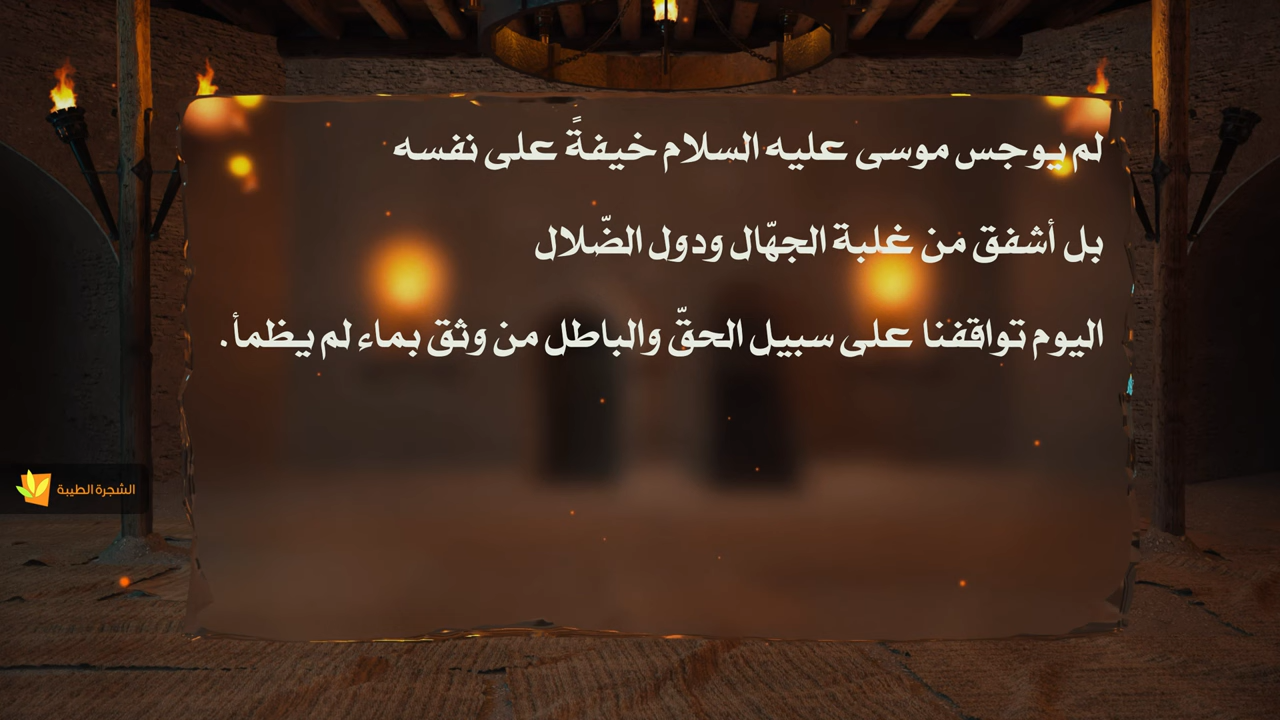 لم يوجس موسى عليه السلام خيفةً على نفسه
بل أشفق من غلبة الجهّال ودول الضّلال
اليوم تواقفنا على سبيل الحقّ والباطل من وثق بماء لم يظمأ.
الشجرة الطيبة